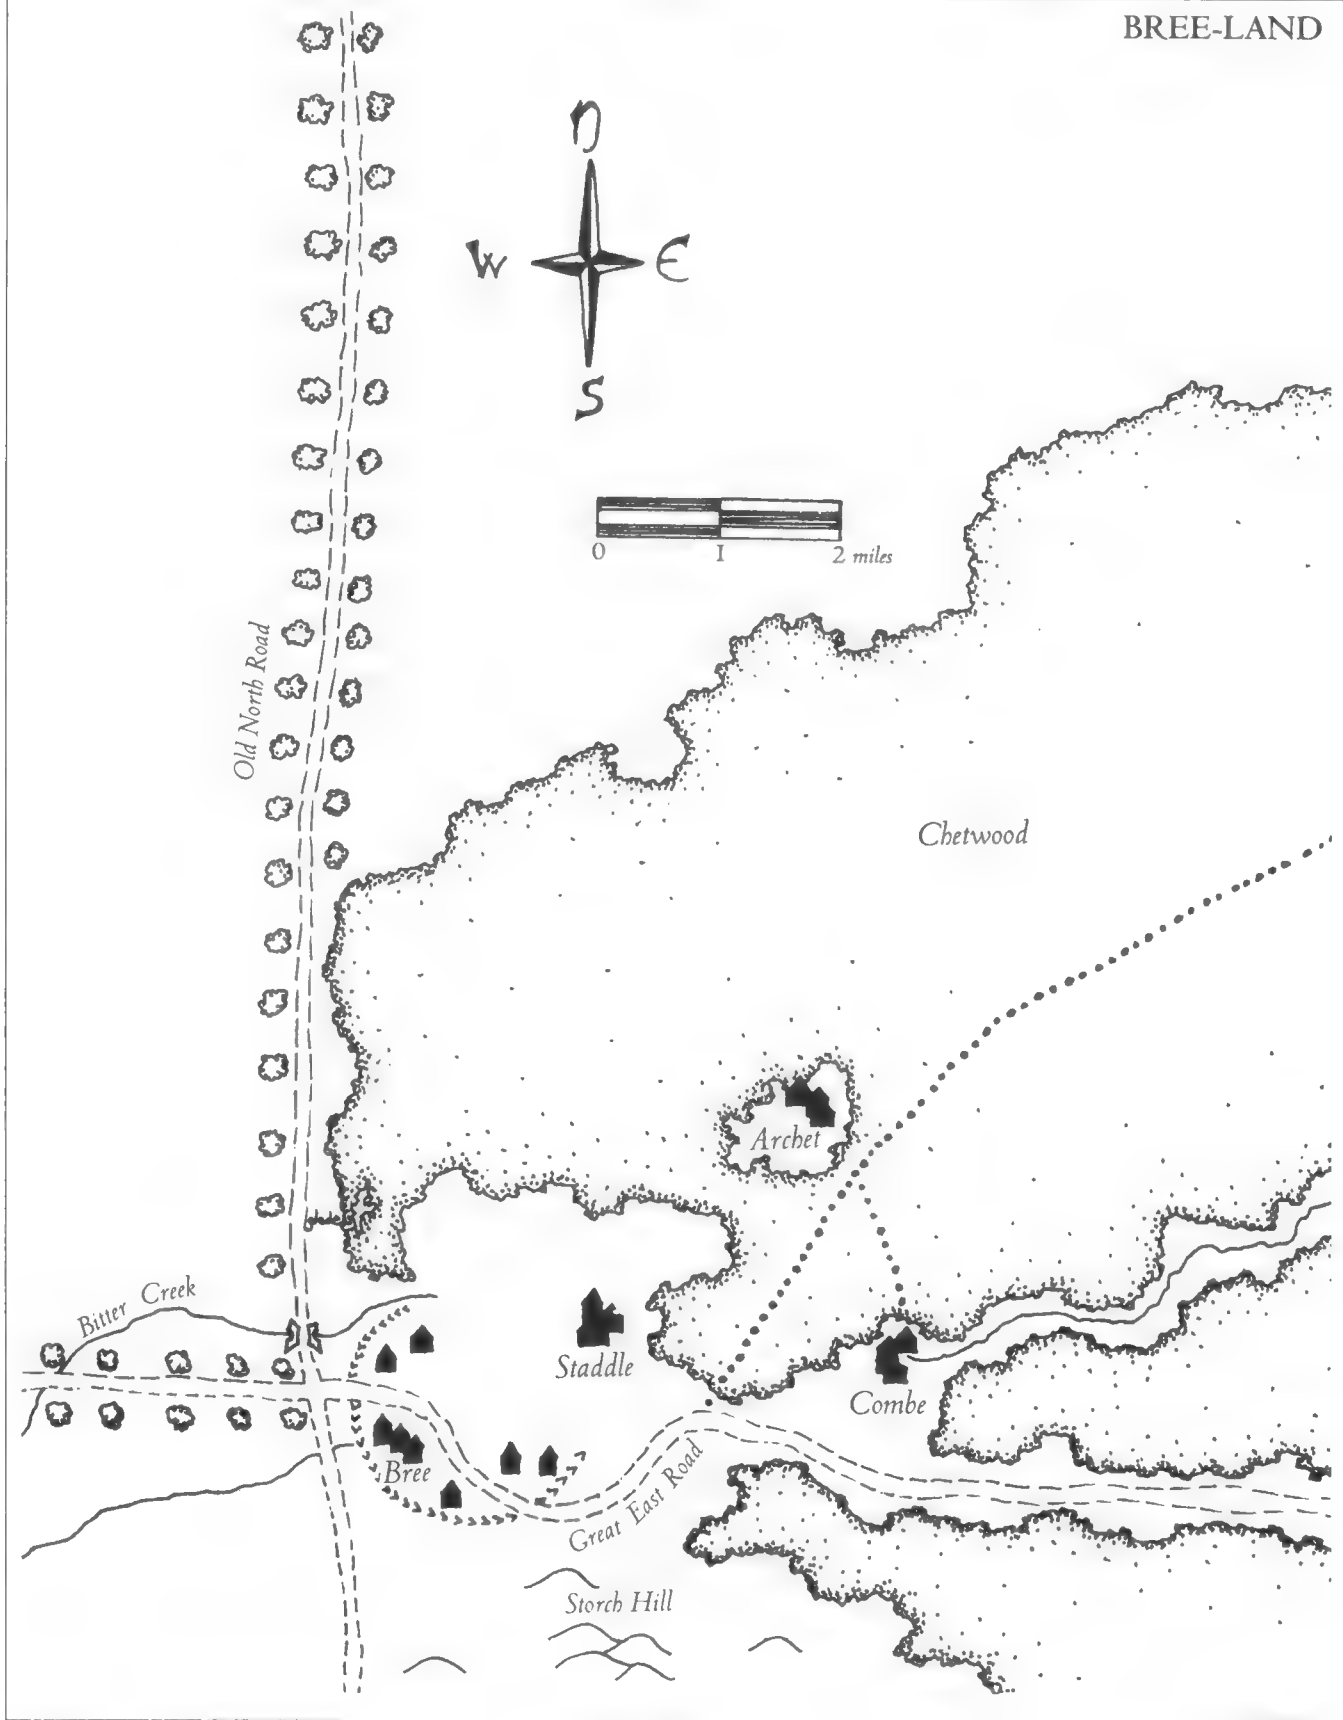 BREE-LAND
N
W
E
S
0 1 2 miles
Old North Road
Chetwood
Archet
Bitter Creek
Staddle
Combe
Bree
Great East Road
Storch Hill